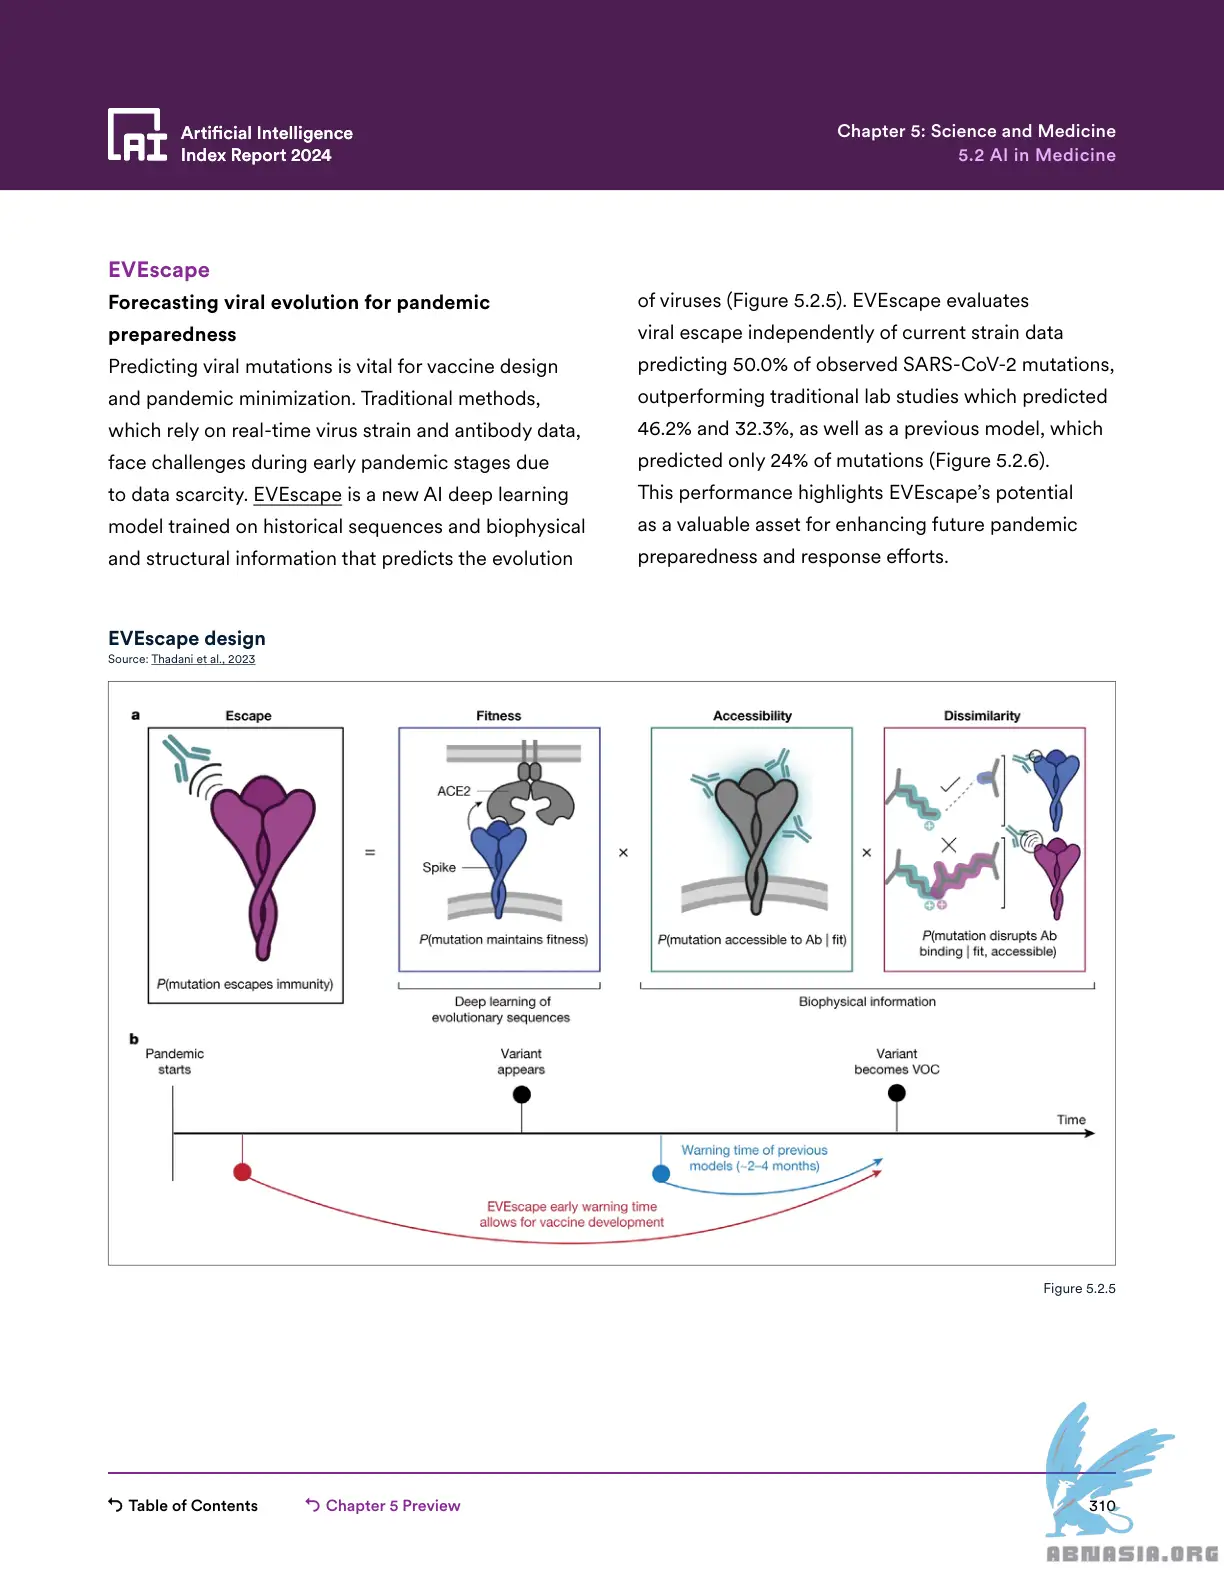 Artificial Intelligence
Index Report 2024
Chapter 5: Science and Medicine
5.2 AI in Medicine
EVEscape
Forecasting viral evolution for pandemic
preparedness
Predicting viral mutations is vital for vaccine design
and pandemic minimization. Traditional methods,
which rely on real-time virus strain and antibody data,
face challenges during early pandemic stages due
to data scarcity. EVEscape is a new AI deep learning
model trained on historical sequences and biophysical
and structural information that predicts the evolution
of viruses (Figure 5.2.5). EVEscape evaluates
viral escape independently of current strain data
predicting 50.0% of observed SARS-CoV-2 mutations,
outperforming traditional lab studies which predicted
46.2% and 32.3%, as well as a previous model, which
predicted only 24% of mutations (Figure 5.2.6).
This performance highlights EVEscape’s potential
as a valuable asset for enhancing future pandemic
preparedness and response efforts.
EVEscape design
Source: Thadani et al., 2023
a
Escape
P(mutation escapes immunity)
=
Fitness
ACE2
Spike
P(mutation maintains fitness)
×
Accessibility
P(mutation accessible to Ab | fit)
×
Dissimilarity
P(mutation disrupts Ab
binding | fit, accessible)
Deep learning of
evolutionary sequences
Biophysical information
b
Pandemic
starts
Variant
appears
Variant
becomes VOC
Time
Warning time of previous
models (~2–4 months)
EVEscape early warning time
allows for vaccine development
Figure 5.2.5
Table of Contents
Chapter 5 Preview
310
ABNASIA.ORG